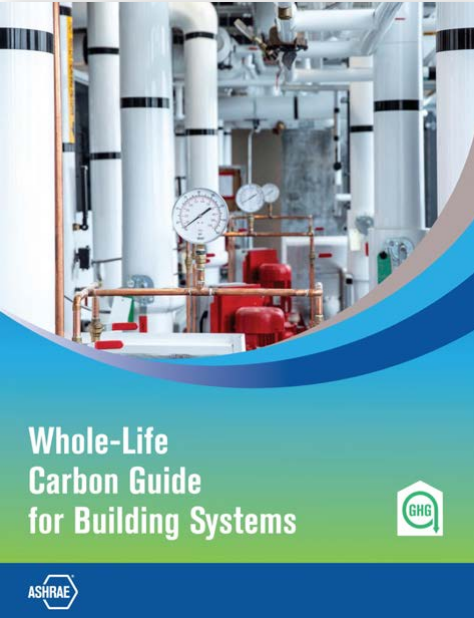 Whole-Life
Carbon Guide
for Building Systems
GHG
ASHRAE